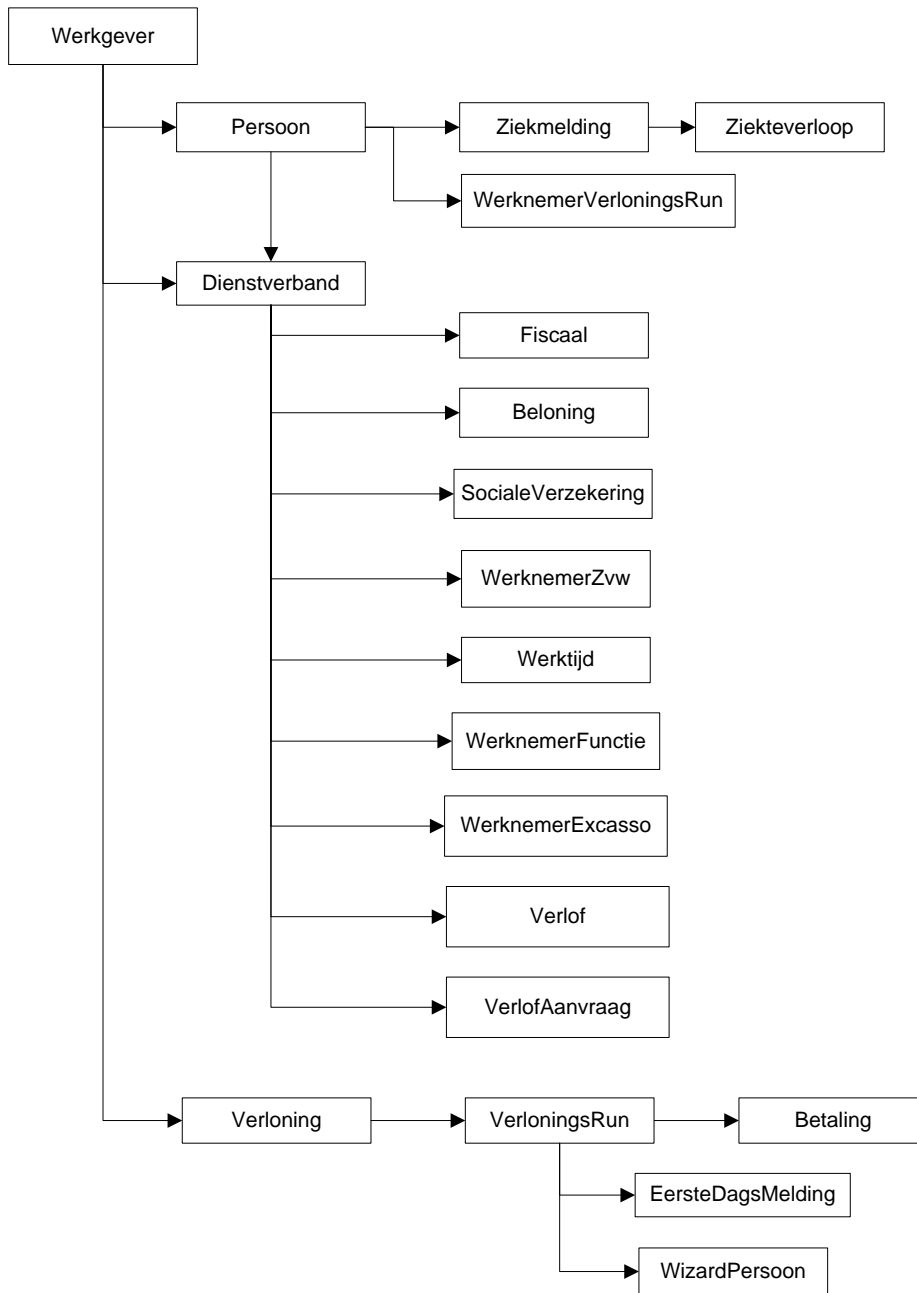 Werkgever
Persoon
Ziekmelding
Ziekteverloop
WerknemerVerloningsRun
Dienstverband
Fiscaal
Beloning
SocialeVerzekering
WerknemerZvw
Werktijd
WerknemerFunctie
WerknemerExcasso
Verlof
VerlofAanvraag
Verloning
VerloningsRun
Betaling
EersteDagsMelding
WizardPersoon